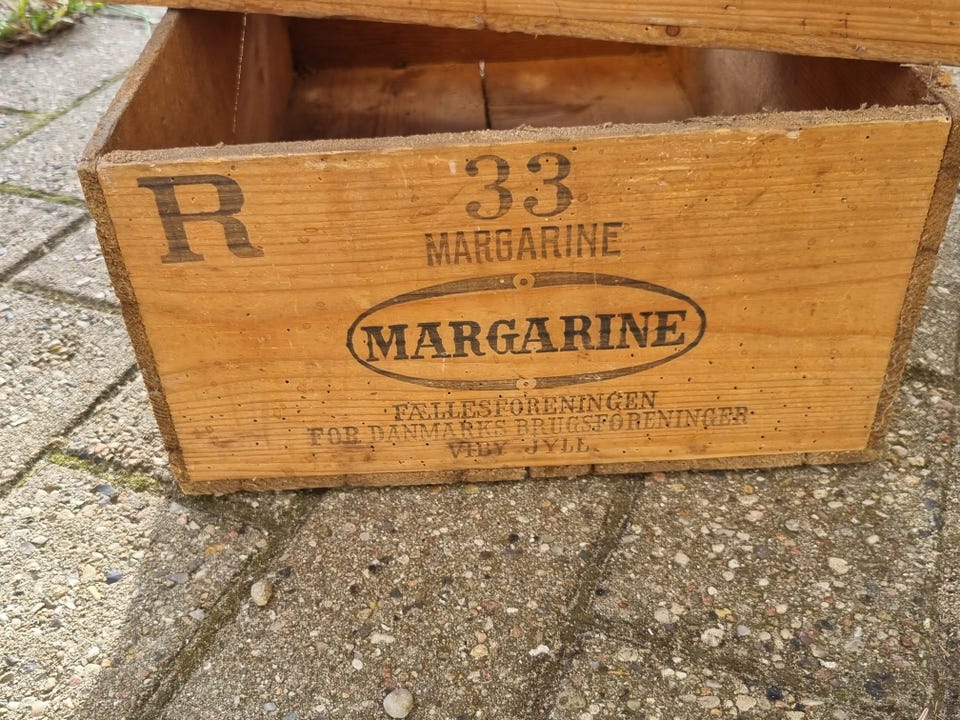 R
33
MARGARINE
MARGARINE
FÆLLESFORENINGEN
FOR DANMARKS BRUGSFORENINGER
VIBY JYLL.